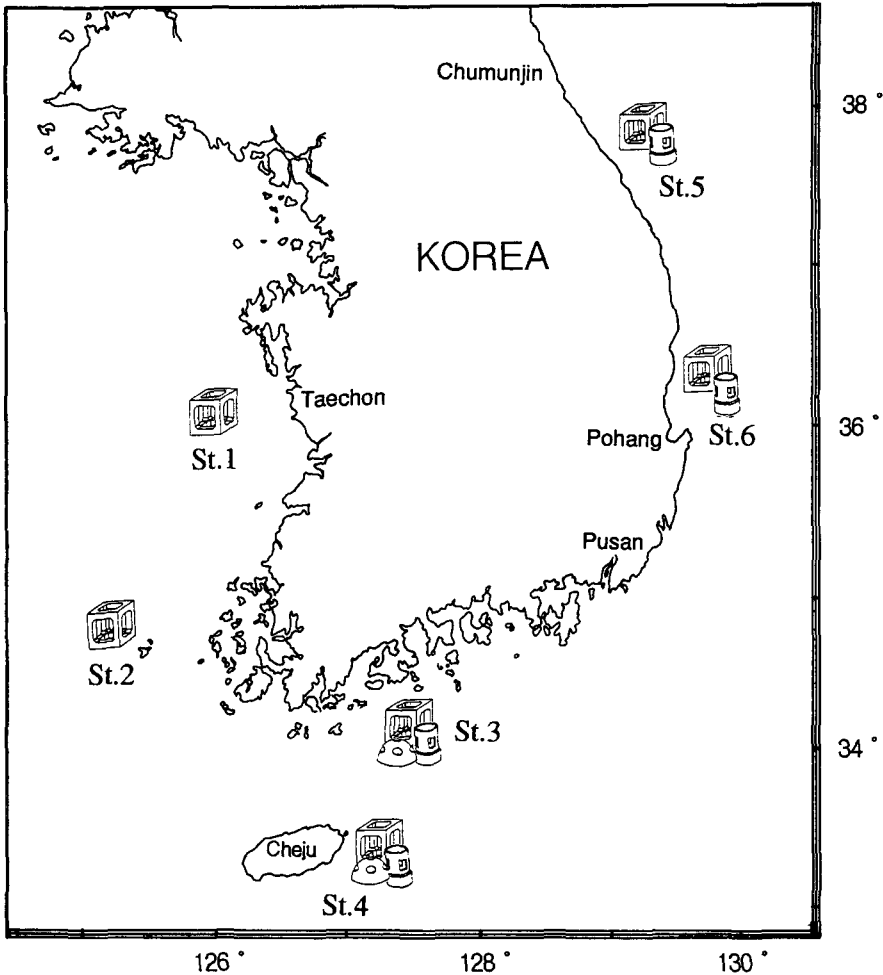 Chumunjin
38°
St.5
KOREA
Taechon
St.1
36°
Pohang
St.6
Pusan
St.2
St.3
34°
Cheju
St.4
126°
128°
130°